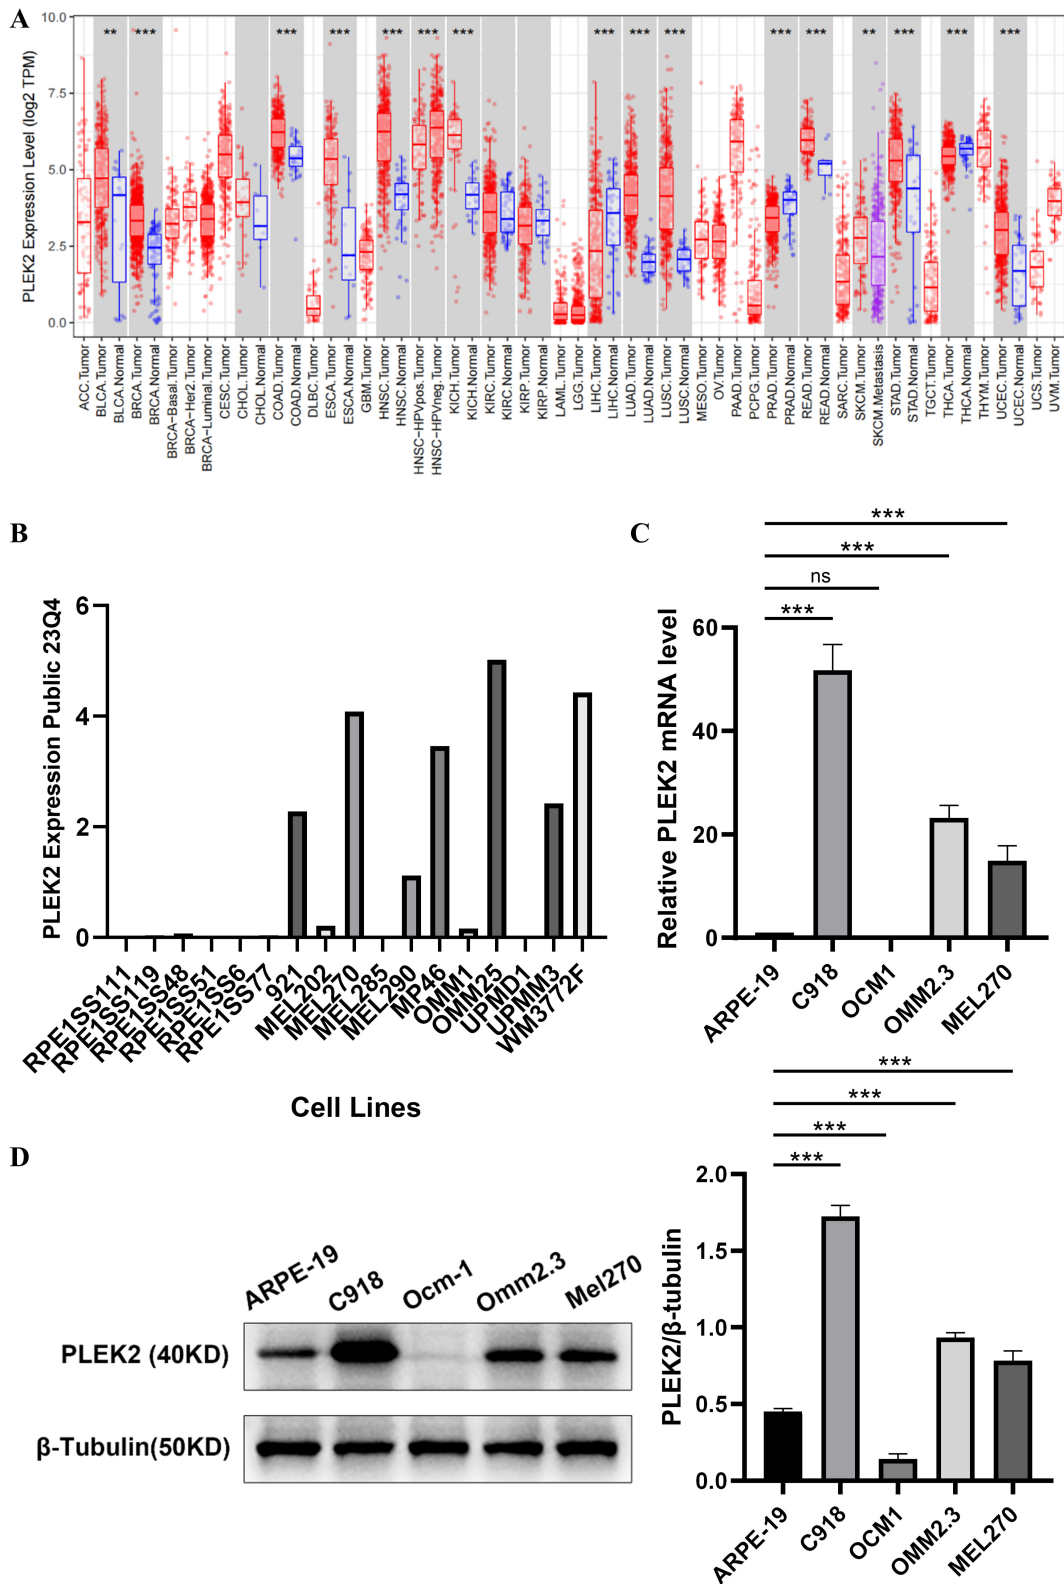 A
PLEK2 Expression Level (log2 TPM)
10.0
7.5
5.0
2.5
0.0
** *** *** *** *** *** *** *** *** *** *** *** ** *** *** ***
ACC.Tumor
BLCA.Tumor
BLCA.Normal
BRCA.Tumor
BRCA.Normal
BRCA-Basal.Tumor
BRCA-Her2.Tumor
BRCA-Luminal.Tumor
CESC.Tumor
CHOL.Tumor
CHOL.Normal
COAD.Tumor
COAD.Normal
DLBC.Tumor
ESCA.Tumor
ESCA.Normal
GBM.Tumor
HNSC.Tumor
HNSC.Normal
HNSC-HPVpos.Tumor
HNSC-HPVneg.Tumor
KICH.Tumor
KICH.Normal
KIRC.Tumor
KIRC.Normal
KIRP.Tumor
KIRP.Normal
LAML.Tumor
LGG.Tumor
LIHC.Tumor
LIHC.Normal
LUAD.Tumor
LUAD.Normal
LUSC.Tumor
LUSC.Normal
MESO.Tumor
OV.Tumor
PAAD.Tumor
PCPG.Tumor
PRAD.Tumor
PRAD.Normal
READ.Tumor
READ.Normal
SARC.Tumor
SKCM.Tumor
SKCM.Metastasis
STAD.Tumor
STAD.Normal
TGCT.Tumor
THCA.Tumor
THCA.Normal
THYM.Tumor
UCEC.Tumor
UCEC.Normal
UCS.Tumor
UVM.Tumor
B
PLEK2 Expression Public 23Q4
6
4
2
0
RPE1SS111
RPE1SS119
RPE1SS48
RPE1SS51
RPE1SS6
RPE1SS77
921
MEL202
MEL270
MEL285
MEL290
MP46
OMM1
OMM25
UPMD1
UPMM3
WM3772F
Cell Lines
C
***
***
ns
***
Relative PLEK2 mRNA level
60
40
20
0
ARPE-19
C918
OCM1
OMM2.3
MEL270
D
ARPE-19
C918
Ocm-1
Omm2.3
Mel270
PLEK2 (40KD)
β-Tubulin(50KD)
***
***
***
***
PLEK2/β-tubulin
2.0
1.5
1.0
0.5
0.0
ARPE-19
C918
OCM1
OMM2.3
MEL270